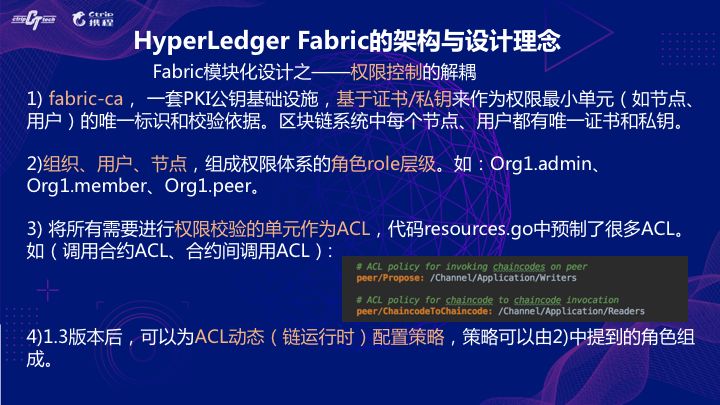 ctrip tech Ctrip
携程
HyperLedger Fabric的架构与设计理念
Fabric模块化设计之——权限控制的解耦
1) fabric-ca，一套PKI公钥基础设施，基于证书/私钥来作为权限最小单元（如节点、
用户）的唯一标识和校验依据。区块链系统中每个节点、用户都有唯一证书和私钥。
2)组织、用户、节点，组成权限体系的角色role层级。如：Org1.admin、
Org1.member、Org1.peer。
3) 将所有需要进行权限校验的单元作为ACL，代码resources.go中预制了很多ACL。
如（调用合约ACL、合约间调用ACL）：
# ACL policy for invoking chaincodes on peer
peer/Propose: /Channel/Application/Writers
# ACL policy for chaincode to chaincode invocation
peer/ChaincodeToChaincode: /Channel/Application/Readers
4)1.3版本后，可以为ACL动态（链运行时）配置策略，策略可以由2)中提到的角色组
成。